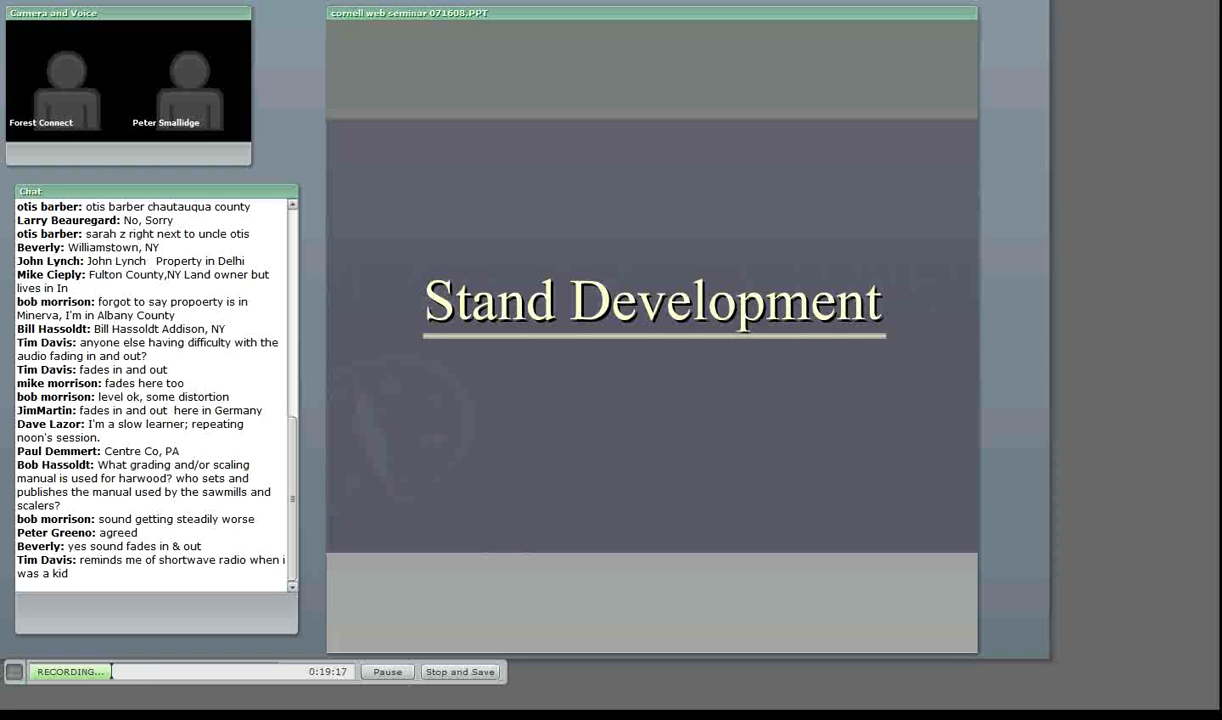 Camera and Voice
Forest Connect
Peter Smallidge
Chat
otis barber: otis barber chautauqua county
Larry Beauregard: No, Sorry
otis barber: sarah z right next to uncle otis
Beverly: Williamstown, NY
John Lynch: John Lynch   Property in Delhi
Mike Cieply: Fulton County,NY Land owner but
lives in In
bob morrison: forgot to say propoerty is in
Minerva, I'm in Albany County
Bill Hassoldt: Bill Hassoldt Addison, NY
Tim Davis: anyone else having difficulty with the
audio fading in and out?
Tim Davis: fades in and out
mike morrison: fades here too
bob morrison: level ok, some distortion
JimMartin: fades in and out  here in Germany
Dave Lazor: I'm a slow learner; repeating
noon's session.
Paul Demmert: Centre Co, PA
Bob Hassoldt: What grading and/or scaling
manual is used for harwood? who sets and
publishes the manual used by the sawmills and
scalers?
bob morrison: sound getting steadily worse
Peter Greeno: agreed
Beverly: yes sound fades in & out
Tim Davis: reminds me of shortwave radio when i
was a kid
cornell web seminar 071608.PPT
Stand Development
RECORDING...
0:19:17
Pause
Stop and Save